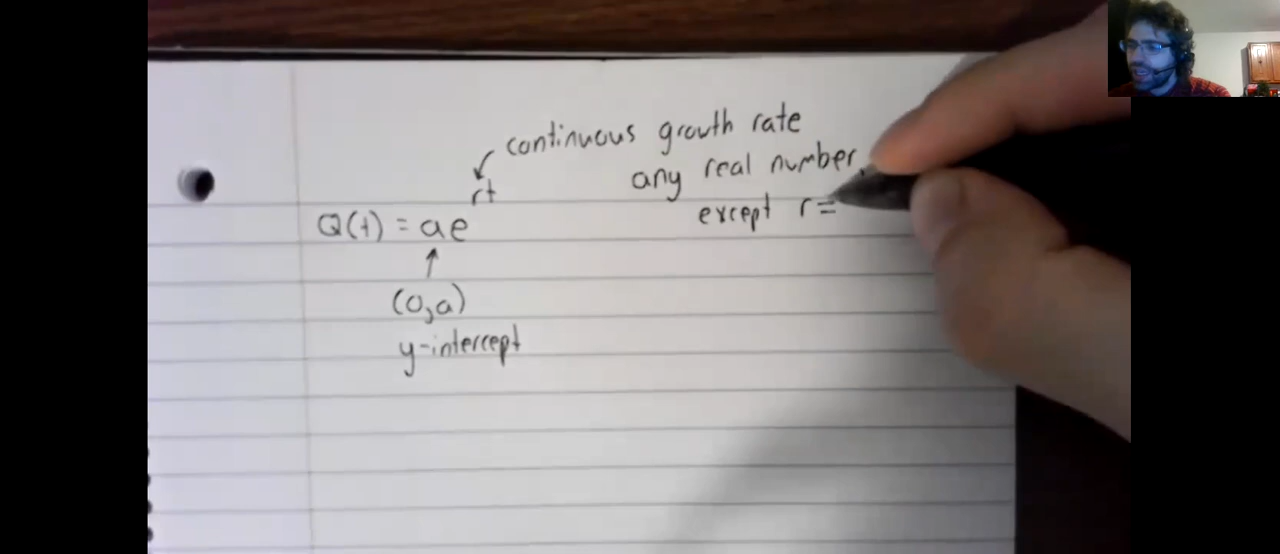 continuous growth rate
any real number,
except r=
Q(t) = ae^rt
(0,a)
y-intercept